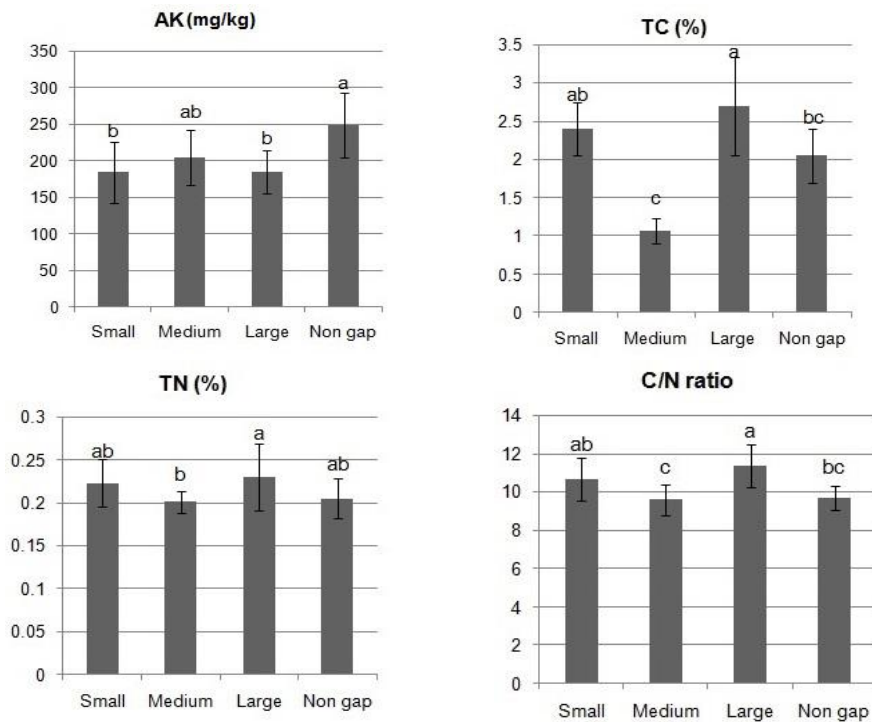 AK (mg/kg)
350
300
250
200
150
100
50
0
b
ab
b
a
Small Medium Large Non gap
TC (%)
3.5
3
2.5
2
1.5
1
0.5
0
ab
c
a
bc
Small Medium Large Non gap
TN (%)
0.3
0.25
0.2
0.15
0.1
0.05
0
ab
b
a
ab
Small Medium Large Non gap
C/N ratio
14
12
10
8
6
4
2
0
ab
c
a
bc
Small Medium Large Non gap